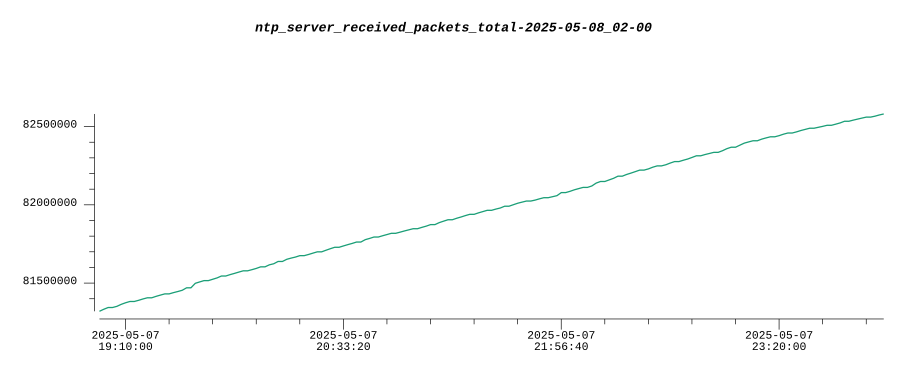 ntp_server_received_packets_total-2025-05-08_02-00
82500000
82000000
81500000
2025-05-07 2025-05-07 2025-05-07 2025-05-07
19:10:00 20:33:20 21:56:40 23:20:00